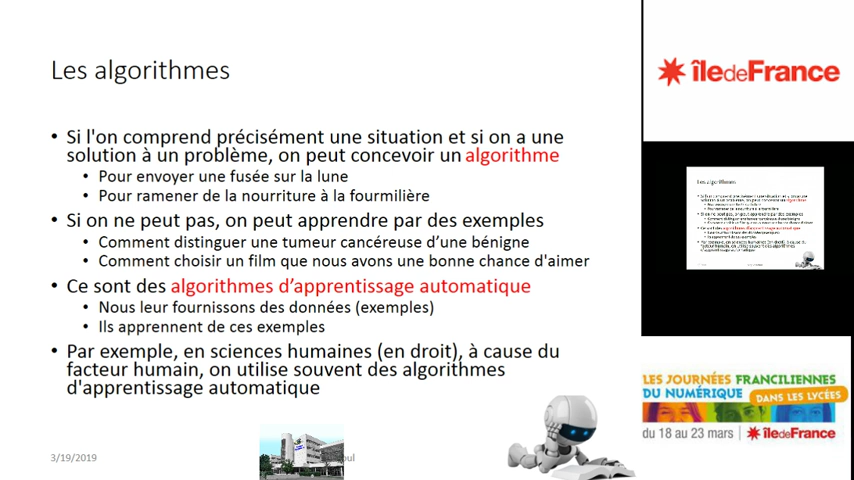 Les algorithmes
• Si l'on comprend précisément une situation et si on a une
solution à un problème, on peut concevoir un algorithme
• Pour envoyer une fusée sur la lune
• Pour ramener de la nourriture à la fourmilière
• Si on ne peut pas, on peut apprendre par des exemples
• Comment distinguer une tumeur cancéreuse d’une bénigne
• Comment choisir un film que nous avons une bonne chance d'aimer
• Ce sont des algorithmes d’apprentissage automatique
• Nous leur fournissons des données (exemples)
• Ils apprennent de ces exemples
• Par exemple, en sciences humaines (en droit), à cause du
facteur humain, on utilise souvent des algorithmes
d'apprentissage automatique
3/19/2019
îledeFrance
Les algorithmes
LES JOURNÉES FRANCILIENNES
DU NUMÉRIQUE DANS LES LYCÉES
du 18 au 23 mars | îledeFrance